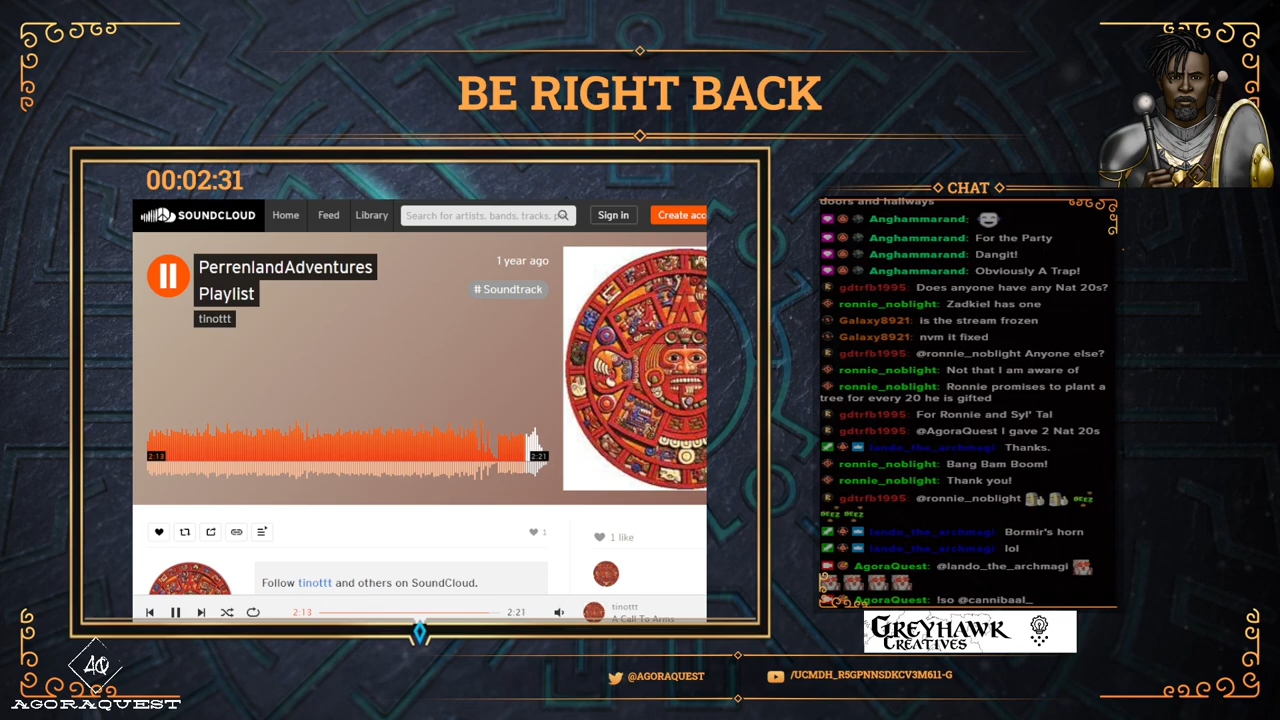 BE RIGHT BACK
00:02:31
SOUNDCLOUD
Home
Feed
Library
Search for artists, bands, tracks, p
Sign in
Create acc
PerrenlandAdventures
Playlist
tinottt
1 year ago
# Soundtrack
2:13
2:21
1
1 like
Follow tinottt and others on SoundCloud.
2:13
2:21
tinottt
A Call To Arms
CHAT
doors and hallways
Anghammarand:
Anghammarand: For the Party
Anghammarand: Dangit!
Anghammarand: Obviously A Trap!
gdtrfb1995: Does anyone have any Nat 20s?
ronnie_noblight: Zadkiel has one
Galaxy8921: is the stream frozen
Galaxy8921: nvm it fixed
gdtrfb1995: @ronnie_noblight Anyone else?
ronnie_noblight: Not that I am aware of
ronnie_noblight: Ronnie promises to plant a
tree for every 20 he is gifted
gdtrfb1995: For Ronnie and Syl' Tal
gdtrfb1995: @AgoraQuest I gave 2 Nat 20s
lando_the_archmagi: Thanks.
ronnie_noblight: Bang Bam Boom!
ronnie_noblight: Thank you!
gdtrfb1995: @ronnie_noblight
lando_the_archmagi: Bormir's horn
lando_the_archmagi: lol
AgoraQuest: @lando_the_archmagi
AgoraQuest: !so @cannibaal_
GREYHAWK
CREATIVES
@AGORAQUEST
/UCMDH_R5GPNNSDKCV3M611-G
AQ
AGORAQUEST